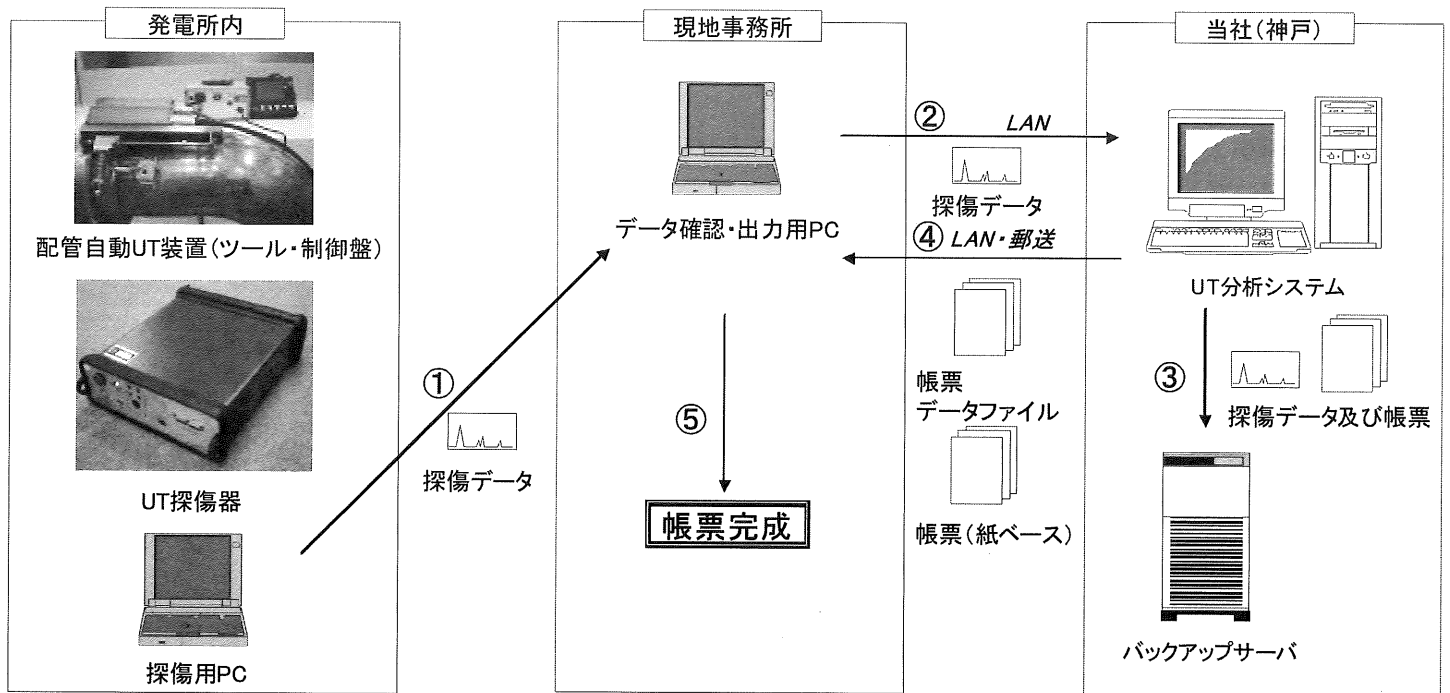 発電所内
配管自動UT装置(ツール・制御盤)
UT探傷器
探傷用PC
①
探傷データ
現地事務所
データ確認・出力用PC
⑤
帳票完成
② LAN
探傷データ
④ LAN・郵送
帳票
データファイル
帳票(紙ベース)
当社(神戸)
UT分析システム
③
探傷データ及び帳票
バックアップサーバ